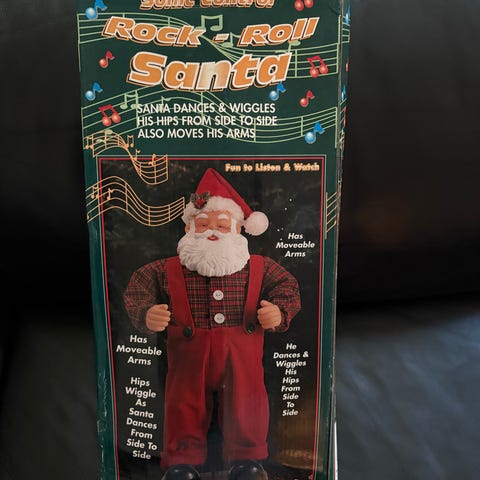 Sonic Control
Rock - Roll
Santa
SANTA DANCES & WIGGLES
HIS HIPS FROM SIDE TO SIDE
ALSO MOVES HIS ARMS
Fun to Listen & Watch
Has
Moveable
Arms
Has
Moveable
Arms
Hips
Wiggle
As
Santa
Dances
From
Side To
Side
He
Dances &
Wiggles
His
Hips
From
Side
To
Side